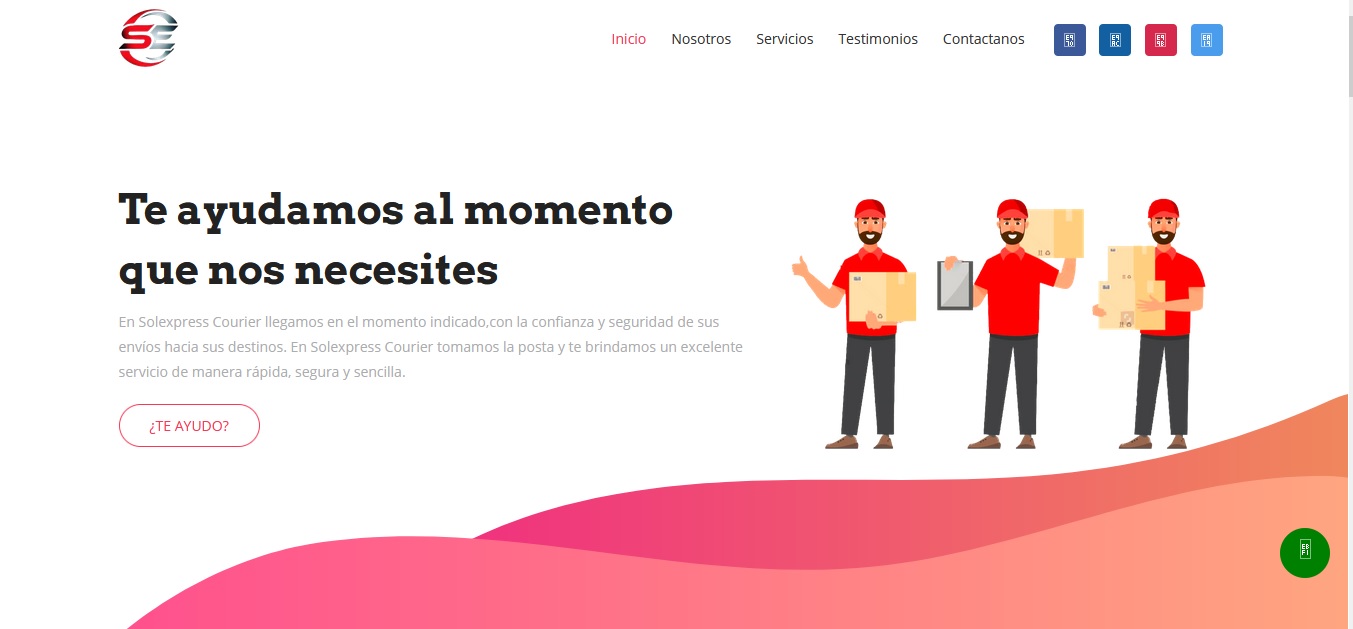 SE
Inicio Nosotros Servicios Testimonios Contactanos
Te ayudamos al momento
que nos necesites
En Solexpress Courier llegamos en el momento indicado,con la confianza y seguridad de sus
envíos hacia sus destinos. En Solexpress Courier tomamos la posta y te brindamos un excelente
servicio de manera rápida, segura y sencilla.
¿TE AYUDO?